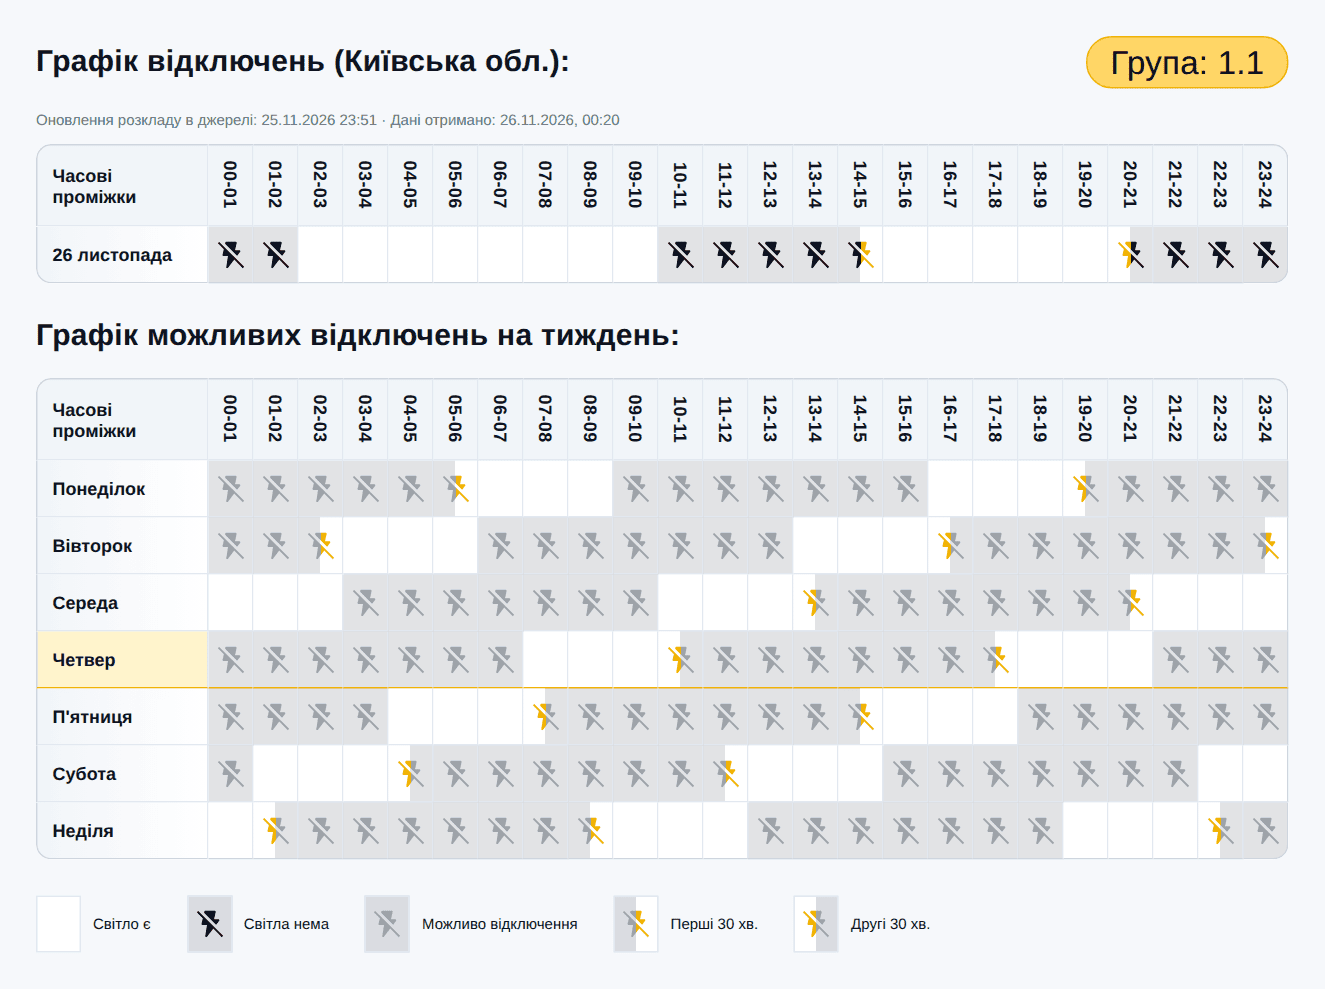 Графік відключень (Київська обл.):
Група: 1.1
Оновлення розкладу в джерелі: 25.11.2026 23:51 · Дані отримано: 26.11.2026, 00:20
Часові проміжки 00-01 01-02 02-03 03-04 04-05 05-06 06-07 07-08 08-09 09-10 10-11 11-12 12-13 13-14 14-15 15-16 16-17 17-18 18-19 19-20 20-21 21-22 22-23 23-24
26 листопада
Графік можливих відключень на тиждень:
Часові проміжки 00-01 01-02 02-03 03-04 04-05 05-06 06-07 07-08 08-09 09-10 10-11 11-12 12-13 13-14 14-15 15-16 16-17 17-18 18-19 19-20 20-21 21-22 22-23 23-24
Понеділок
Вівторок
Середа
Четвер
П'ятниця
Субота
Неділя
Світло є Світла нема Можливо відключення Перші 30 хв. Другі 30 хв.